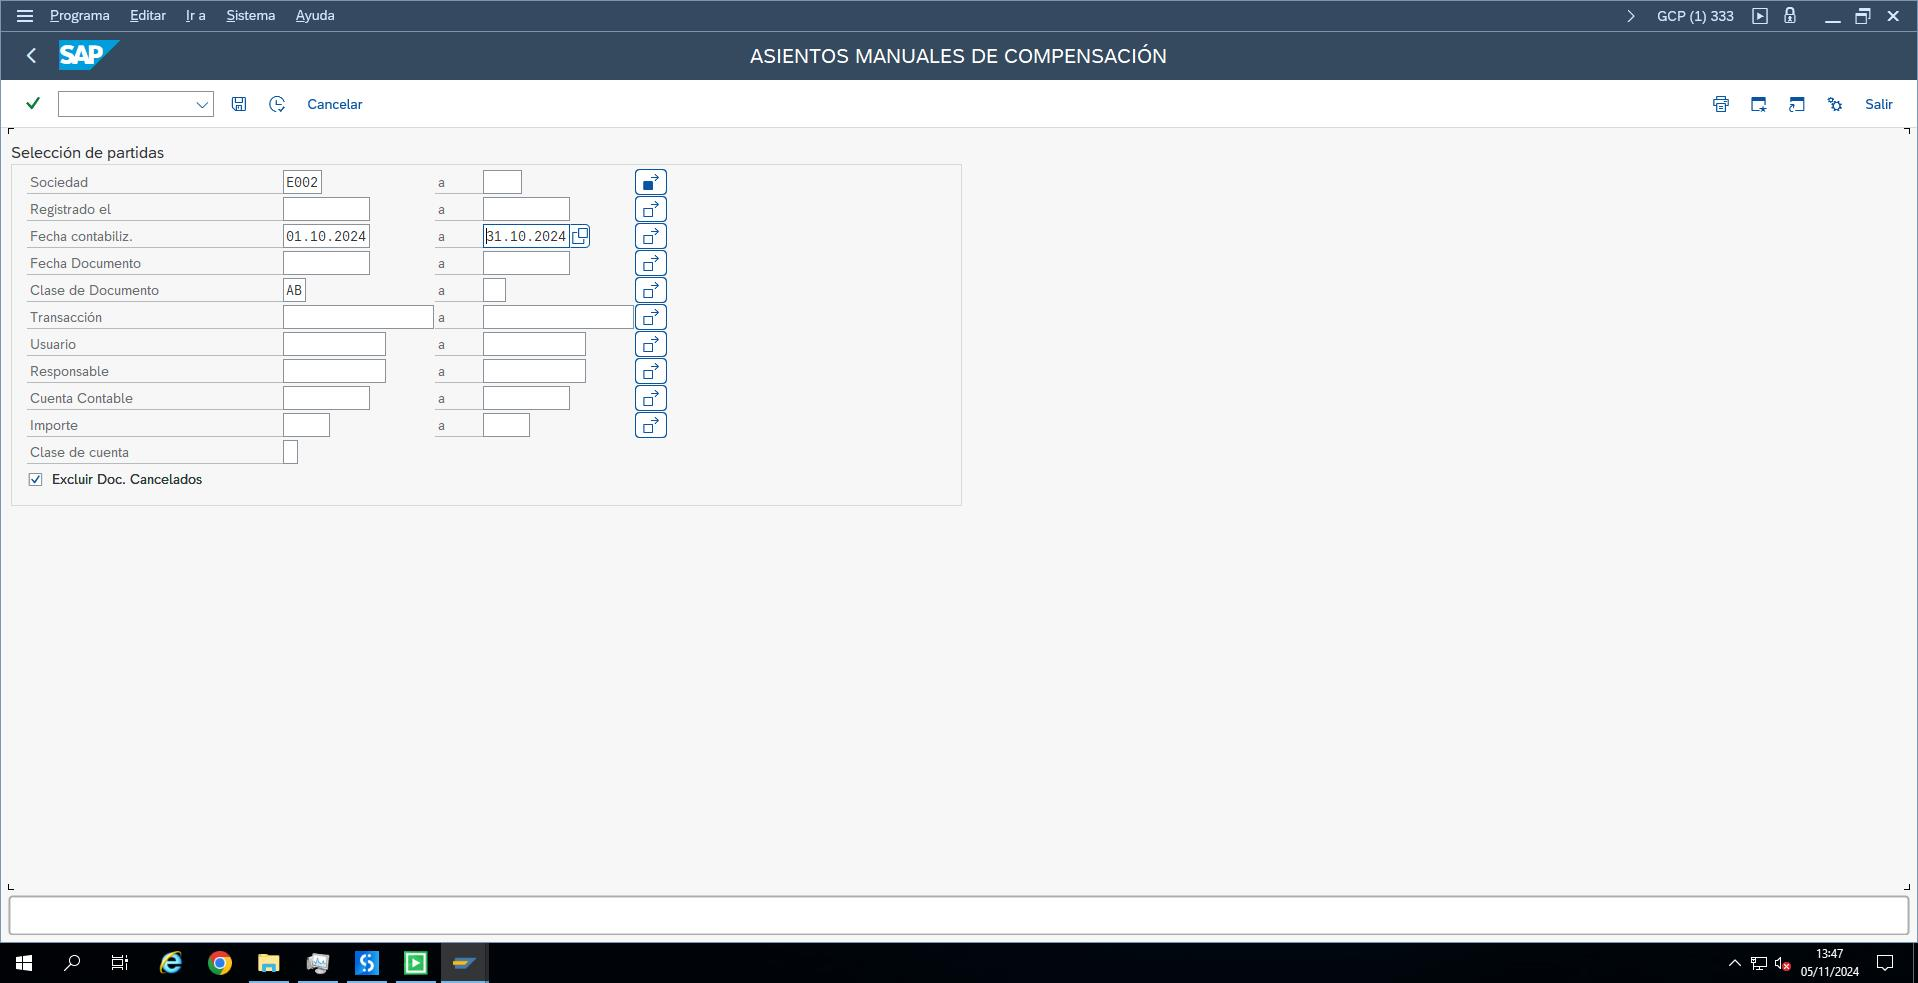 Programa Editar Ir a Sistema Ayuda GCP (1) 333
SAP ASIENTOS MANUALES DE COMPENSACIÓN
Cancelar Salir
Selección de partidas
Sociedad E002 a
Registrado el a
Fecha contabiliz. 01.10.2024 a 31.10.2024
Fecha Documento a
Clase de Documento AB a
Transacción a
Usuario a
Responsable a
Cuenta Contable a
Importe a
Clase de cuenta
Excluir Doc. Cancelados
13:47
05/11/2024